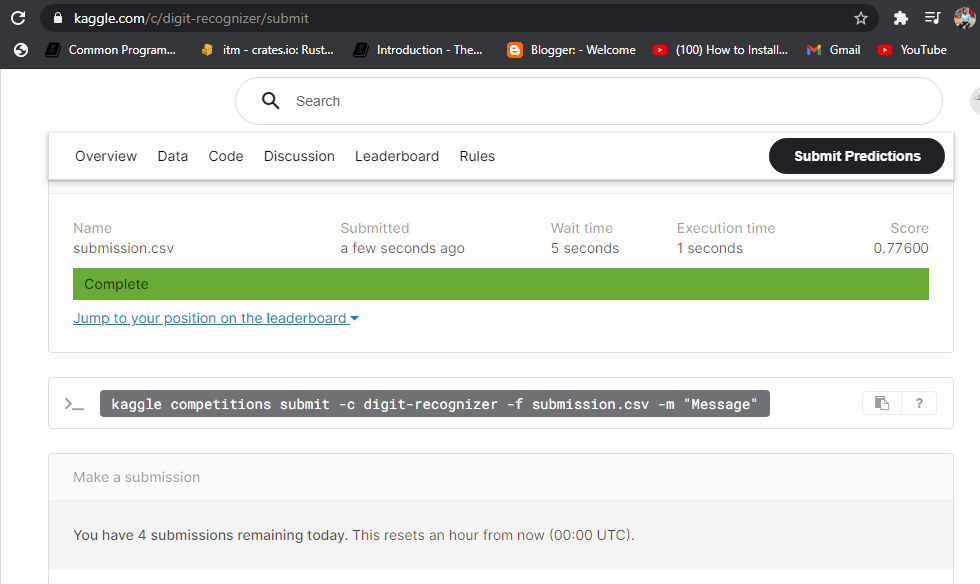 kaggle.com/c/digit-recognizer/submit
Common Program... itm - crates.io: Rust... Introduction - The... Blogger: - Welcome (100) How to Install... Gmail YouTube
Search
Overview Data Code Discussion Leaderboard Rules Submit Predictions
Name Submitted Wait time Execution time Score
submission.csv a few seconds ago 5 seconds 1 seconds 0.77600
Complete
Jump to your position on the leaderboard
>_ kaggle competitions submit -c digit-recognizer -f submission.csv -m "Message" ?
Make a submission
You have 4 submissions remaining today. This resets an hour from now (00:00 UTC).